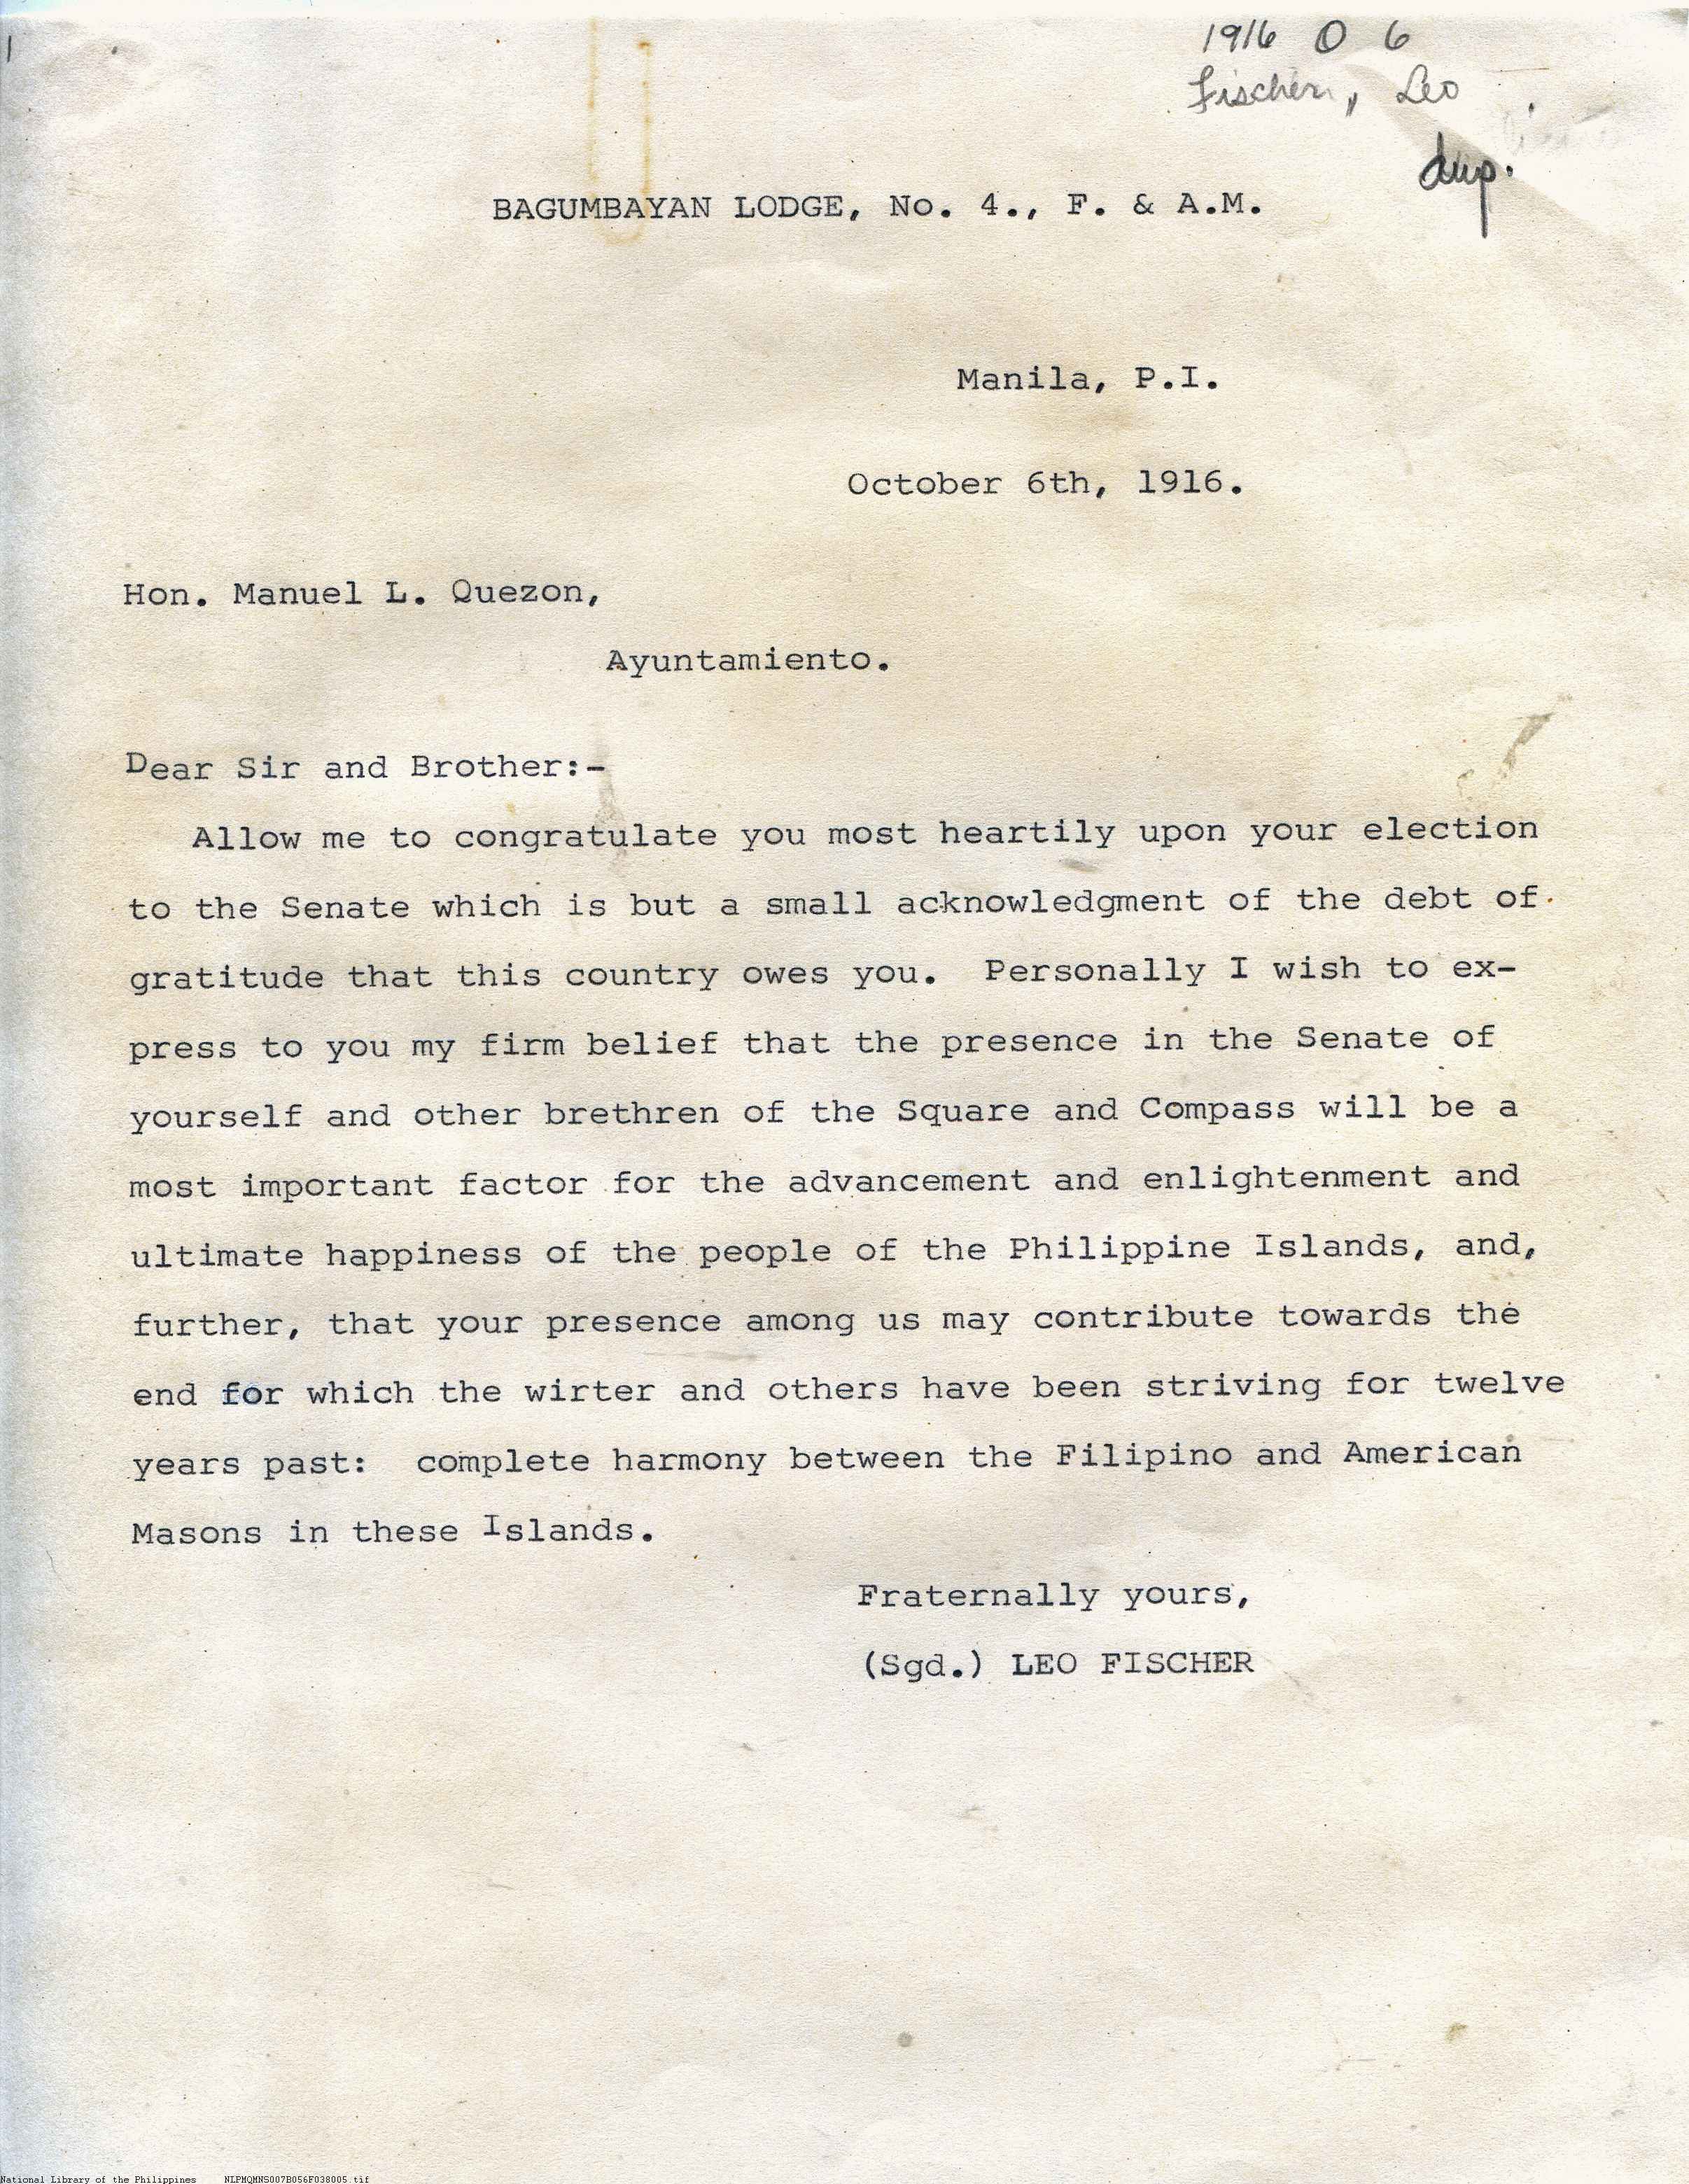 1916 O 6
Fischer, Leo
dup.
BAGUMBAYAN LODGE, No. 4., F. & A.M.
Manila, P.I.
October 6th, 1916.
Hon. Manuel L. Quezon,
Ayuntamiento.
Dear Sir and Brother:-
Allow me to congratulate you most heartily upon your election
to the Senate which is but a small acknowledgment of the debt of
gratitude that this country owes you. Personally I wish to ex-
press to you my firm belief that the presence in the Senate of
yourself and other brethren of the Square and Compass will be a
most important factor for the advancement and enlightenment and
ultimate happiness of the people of the Philippine Islands, and,
further, that your presence among us may contribute towards the
end for which the wirter and others have been striving for twelve
years past: complete harmony between the Filipino and American
Masons in these Islands.
Fraternally yours,
(Sgd.) LEO FISCHER
National Library of the Philippines NLPMQMNS007B056F038005.tif